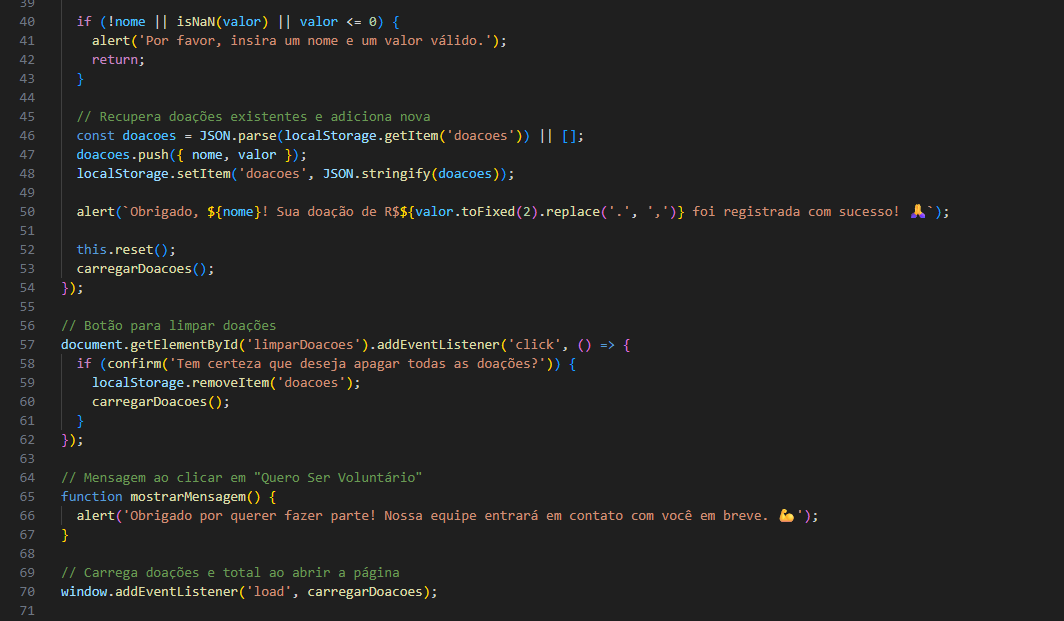 39
40 if (!nome || isNaN(valor) || valor <= 0) {
41 alert('Por favor, insira um nome e um valor válido.');
42 return;
43 }
44
45 // Recupera doações existentes e adiciona nova
46 const doacoes = JSON.parse(localStorage.getItem('doacoes')) || [];
47 doacoes.push({ nome, valor });
48 localStorage.setItem('doacoes', JSON.stringify(doacoes));
49
50 alert(`Obrigado, ${nome}! Sua doação de R$${valor.toFixed(2).replace('.', ',')} foi registrada com sucesso! 🙏`);
51
52 this.reset();
53 carregarDoacoes();
54 });
55
56 // Botão para limpar doações
57 document.getElementById('limparDoacoes').addEventListener('click', () => {
58 if (confirm('Tem certeza que deseja apagar todas as doações?')) {
59 localStorage.removeItem('doacoes');
60 carregarDoacoes();
61 }
62 });
63
64 // Mensagem ao clicar em "Quero Ser Voluntário"
65 function mostrarMensagem() {
66 alert('Obrigado por querer fazer parte! Nossa equipe entrará em contato com você em breve. 💪');
67 }
68
69 // Carrega doações e total ao abrir a página
70 window.addEventListener('load', carregarDoacoes);
71